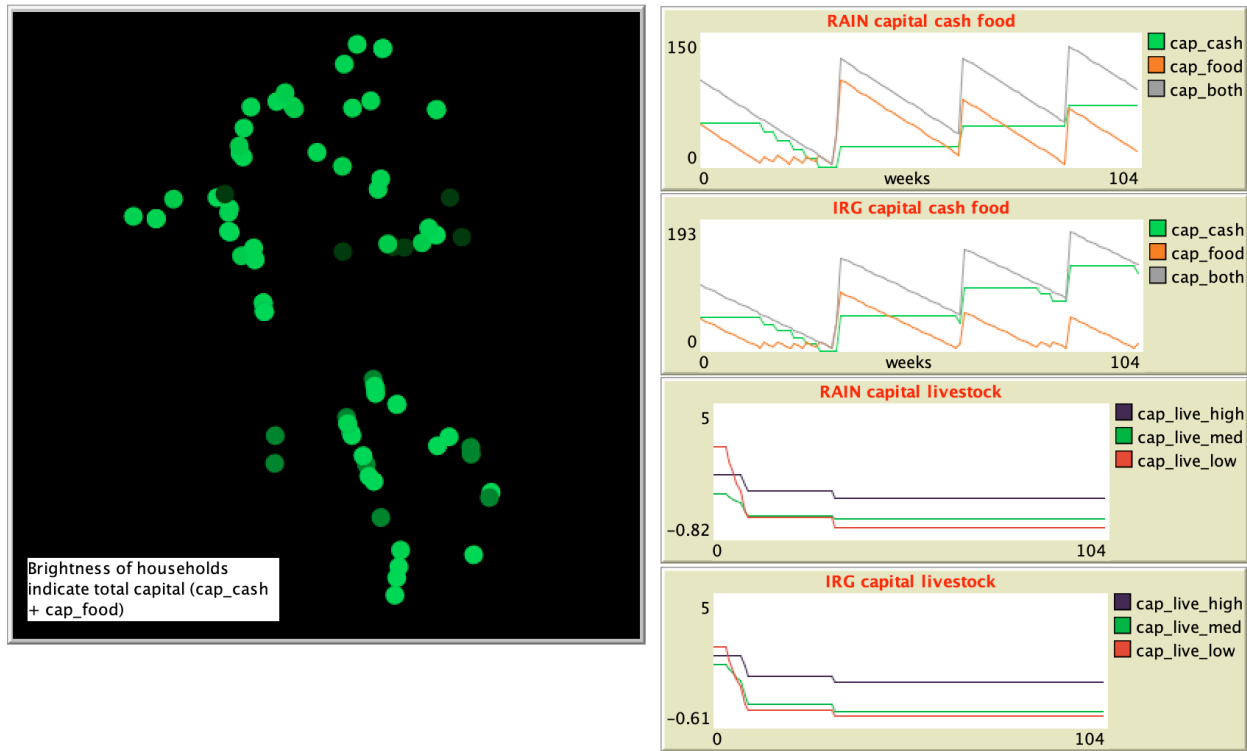 Brightness of households
indicate total capital (cap_cash
+ cap_food)
RAIN capital cash food
150
0
0
weeks
104
cap_cash
cap_food
cap_both
IRG capital cash food
193
0
0
weeks
104
cap_cash
cap_food
cap_both
RAIN capital livestock
5
-0.82
0
104
cap_live_high
cap_live_med
cap_live_low
IRG capital livestock
5
-0.61
0
104
cap_live_high
cap_live_med
cap_live_low